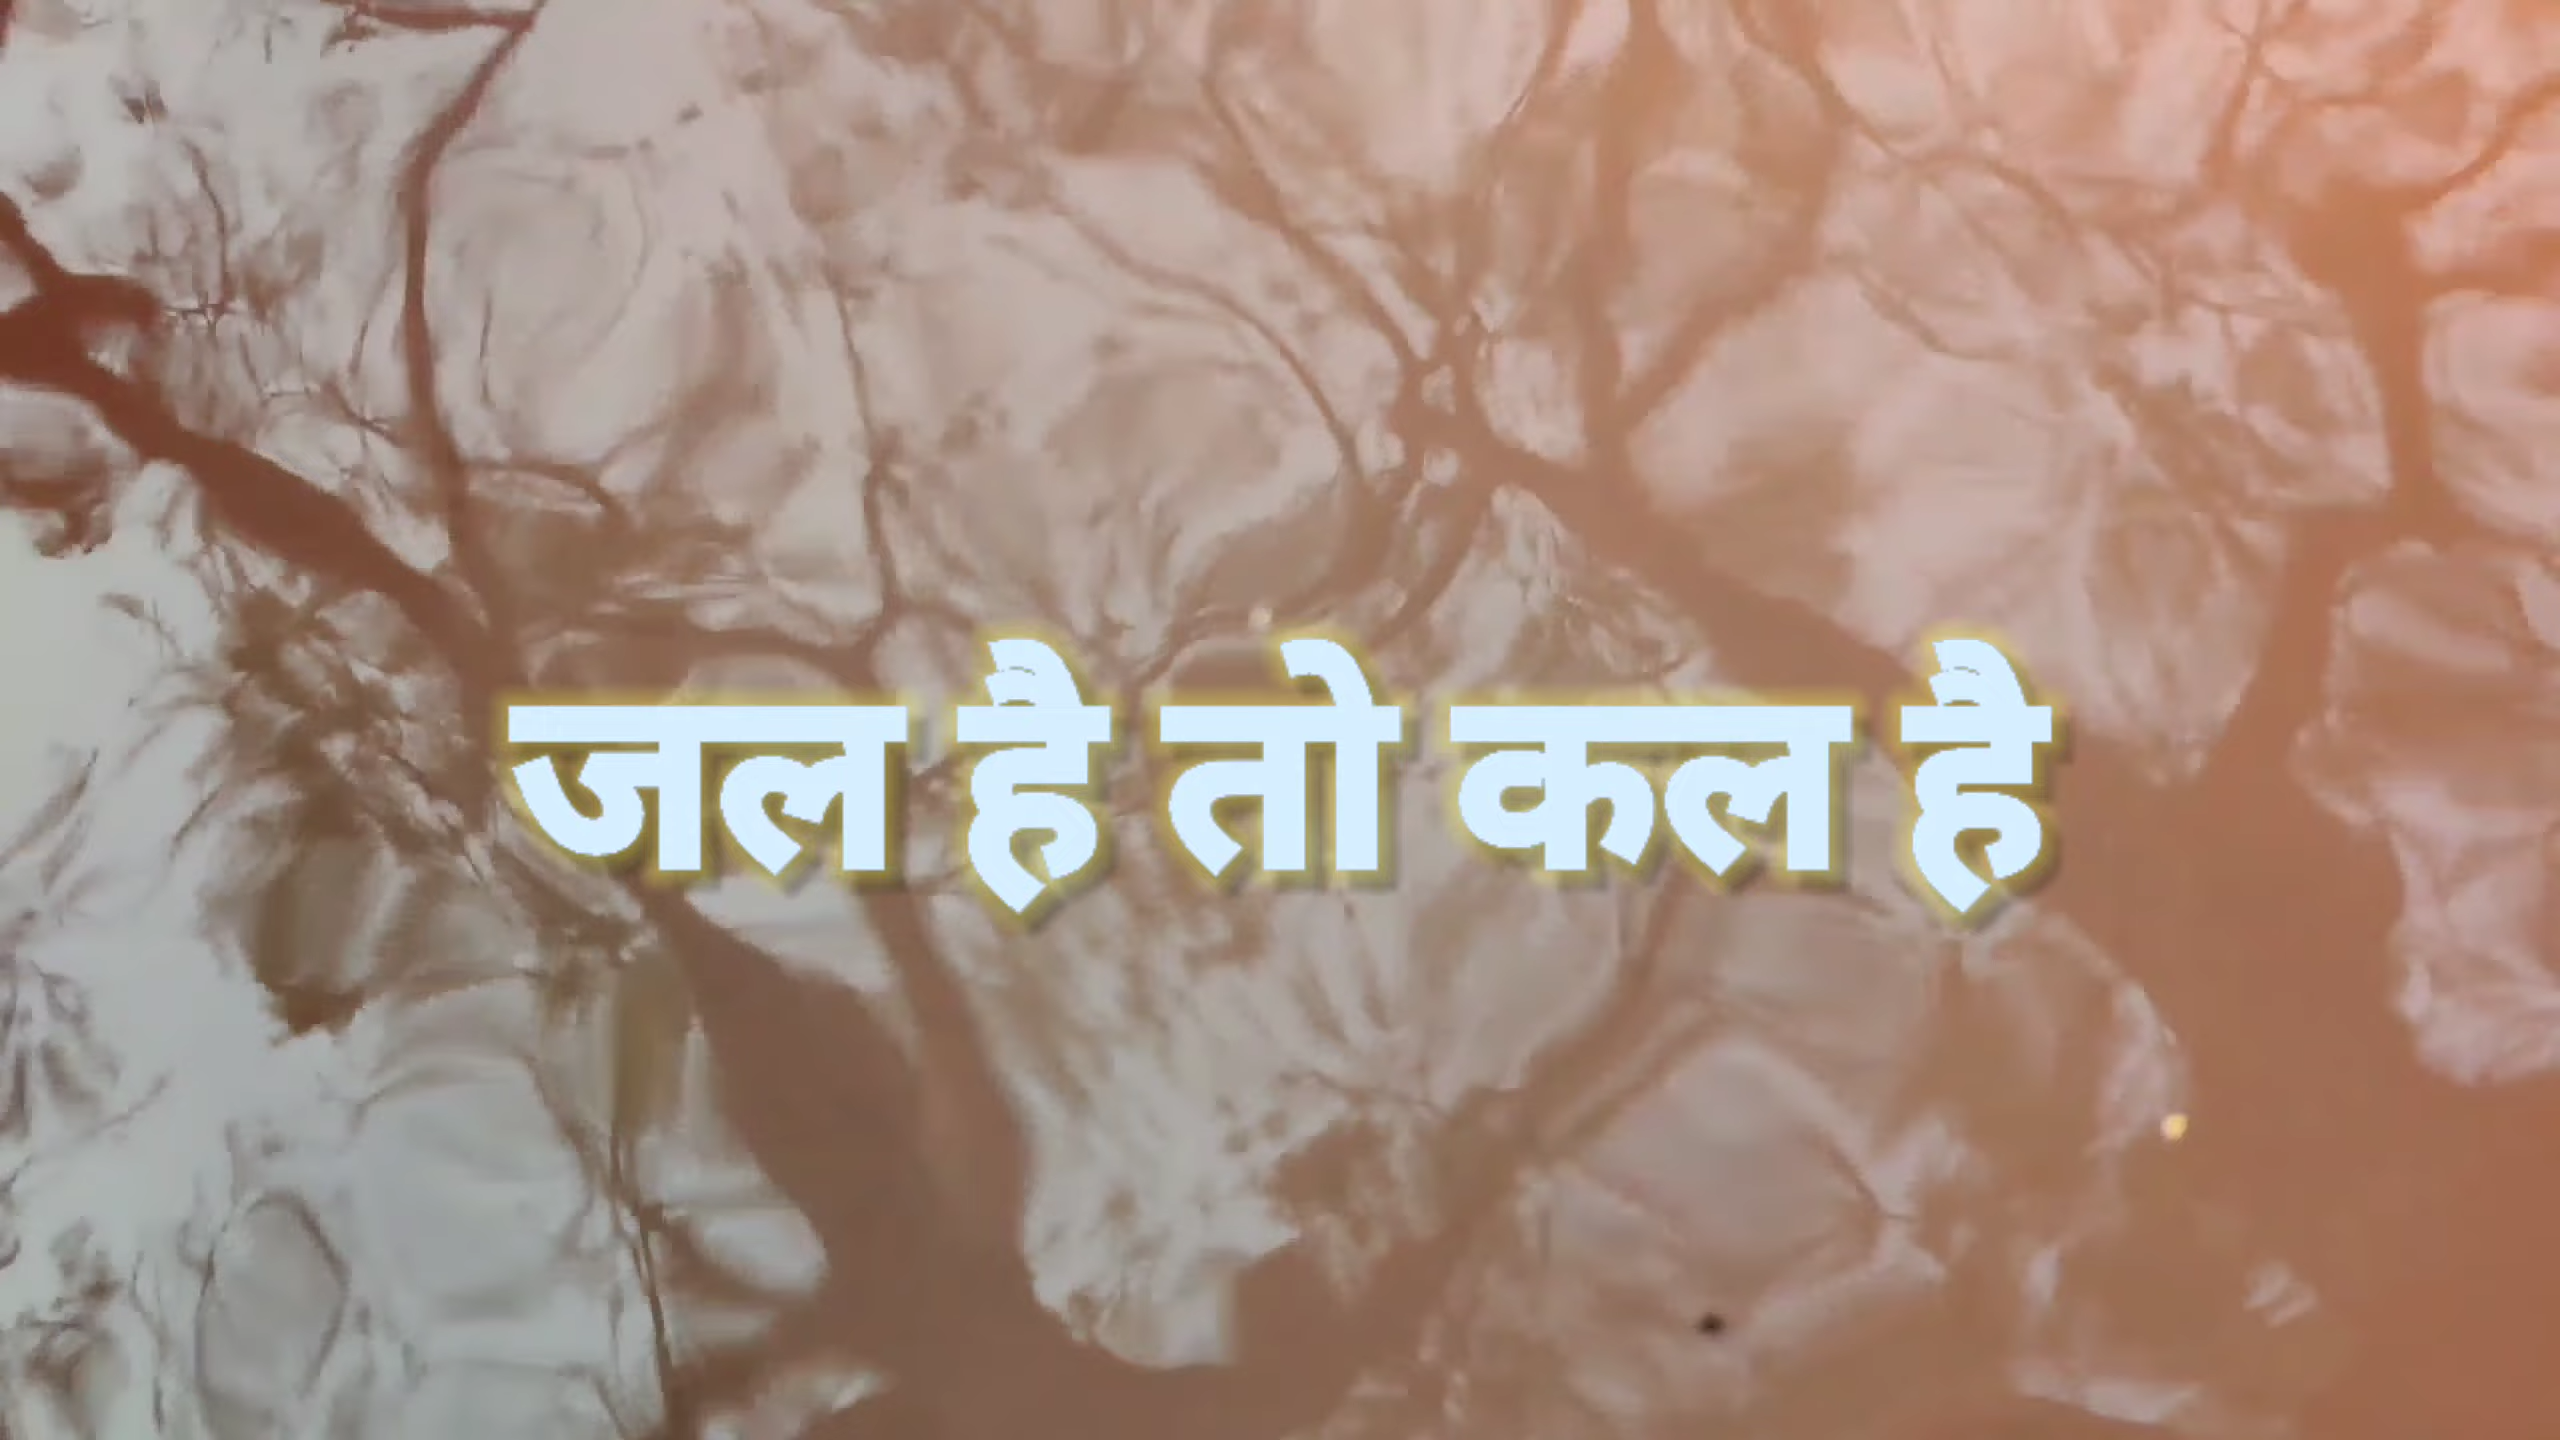 जल है तो कल है